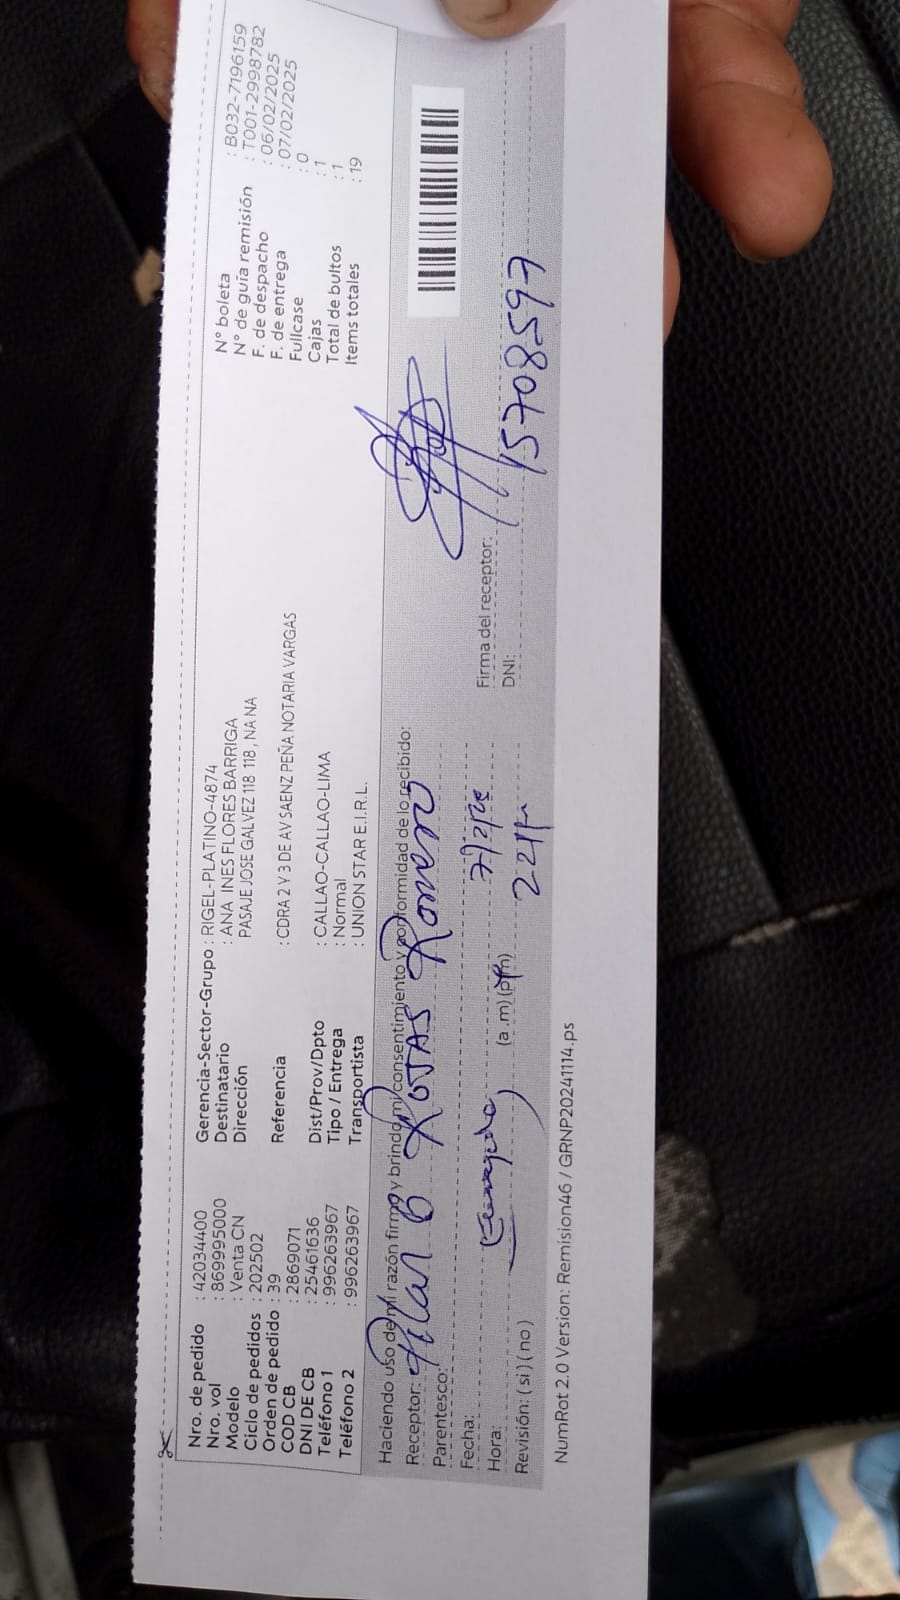 Nro. de pedido : 42034400
Nro. vol : 869995000
Modelo : Venta CN
Ciclo de pedidos : 202502
Orden de pedido : 39
COD CB : 2869071
DNI DE CB : 25461636
Teléfono 1 : 996263967
Teléfono 2 : 996263967
Gerencia-Sector-Grupo : RIGEL-PLATINO-4874
Destinatario : ANA INES FLORES BARRIGA
Dirección PASAJE JOSE GALVEZ 118 118 , NA NA
Referencia : CDRA 2 Y 3 DE AV SAENZ PEÑA NOTARIA VARGAS
Dist/Prov/Dpto : CALLAO-CALLAO-LIMA
Tipo / Entrega : Normal
Transportista : UNION STAR E.I.R.L.
N° boleta : B032-7196159
N° de guía remisión : T001-2998782
F. de despacho : 06/02/2025
F. de entrega : 07/02/2025
Fullcase : 0
Cajas : 1
Total de bultos : 1
Items totales : 19
Haciendo uso de mi razón firmo y brindo mi consentimiento y conformidad de lo recibido:
Receptor: Pilar ROJAS Romero
Parentesco:
Fecha: 7/2/25
Hora: (a.m) (pm)
Revisión: ( si ) ( no )
Firma del receptor:
DNI: 15708597
NumRot 2.0 Version: Remision46 / GRNP20241114.ps